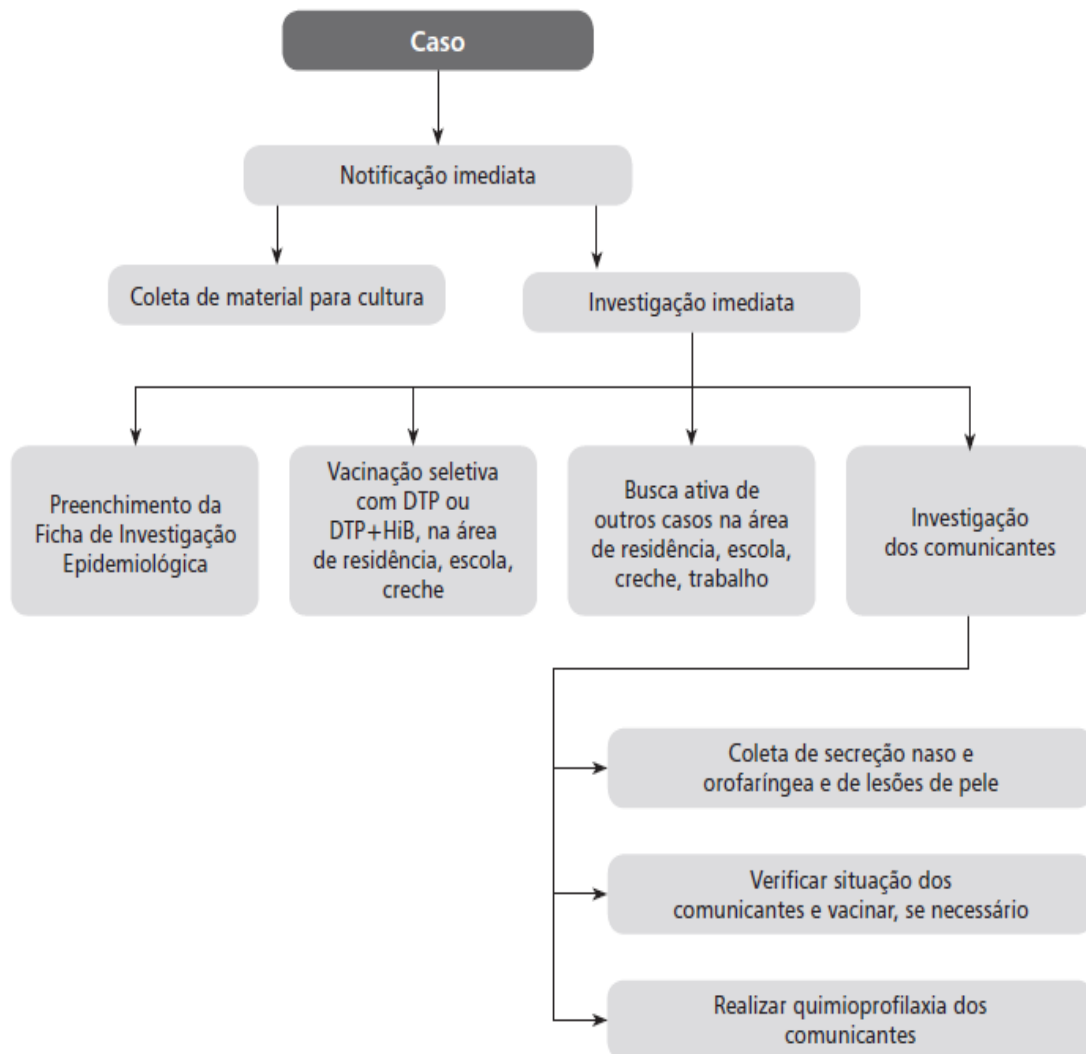 Caso
Notificação imediata
Coleta de material para cultura
Investigação imediata
Preenchimento da
Ficha de Investigação
Epidemiológica
Vacinação seletiva
com DTP ou
DTP+HiB, na área
de residência, escola,
creche
Busca ativa de
outros casos na área
de residência, escola,
creche, trabalho
Investigação
dos comunicantes
Coleta de secreção naso e
orofaríngea e de lesões de pele
Verificar situação dos
comunicantes e vacinar, se necessário
Realizar quimioprofilaxia dos
comunicantes